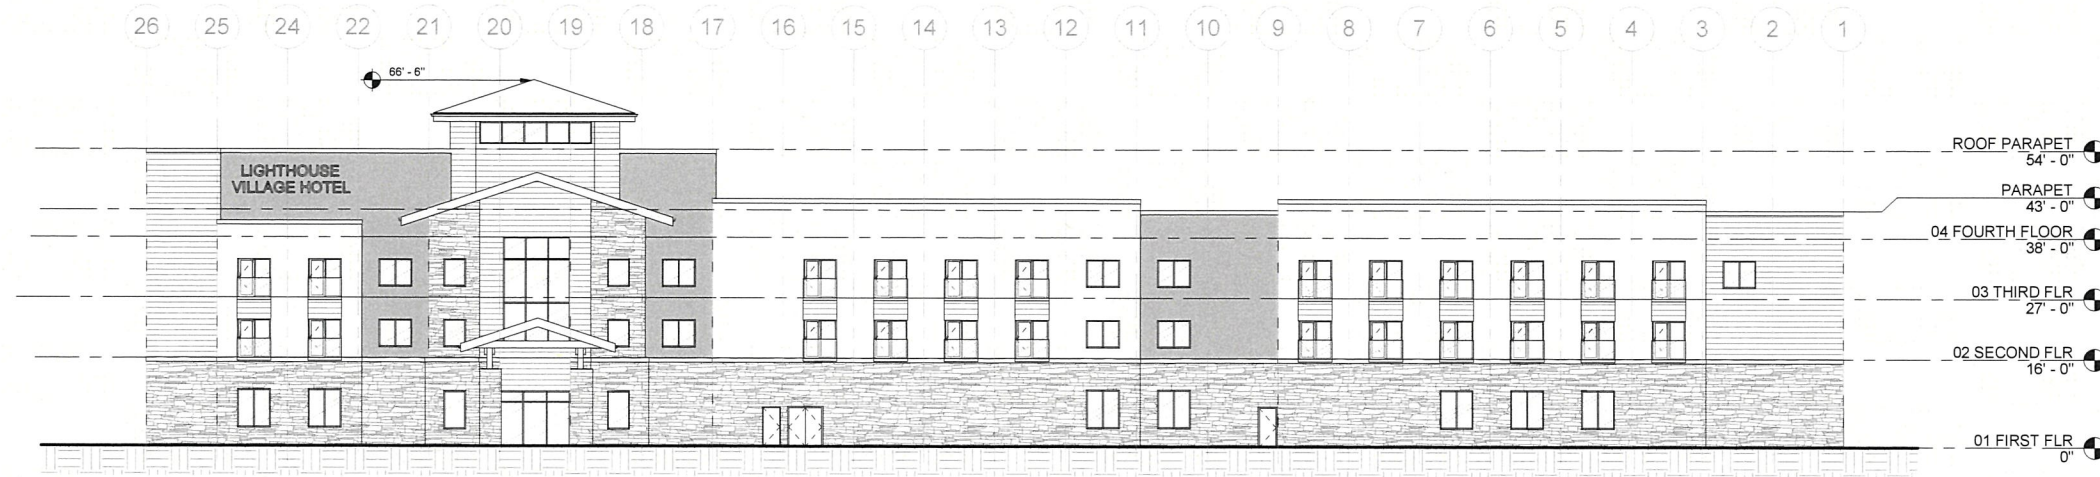 26 25 24 22 21 20 19 18 17 16 15 14 13 12 11 10 9 8 7 6 5 4 3 2 1
66' - 6"
ROOF PARAPET
54' - 0"
LIGHTHOUSE
VILLAGE HOTEL
PARAPET
43' - 0"
04 FOURTH FLOOR
38' - 0"
03 THIRD FLR
27' - 0"
02 SECOND FLR
16' - 0"
01 FIRST FLR
0"